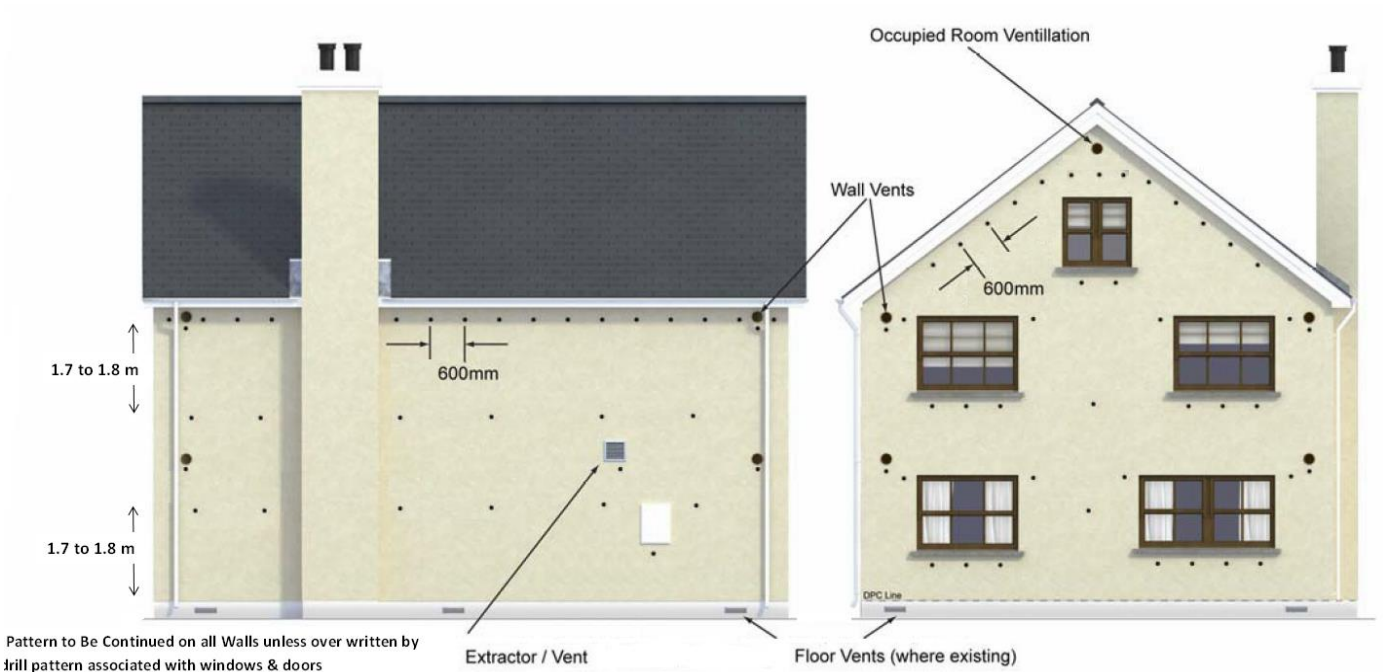 Occupied Room Ventillation
Wall Vents
600mm
1.7 to 1.8 m
600mm
1.7 to 1.8 m
DPC Line
Pattern to Be Continued on all Walls unless over written by
drill pattern associated with windows & doors
Extractor / Vent
Floor Vents (where existing)